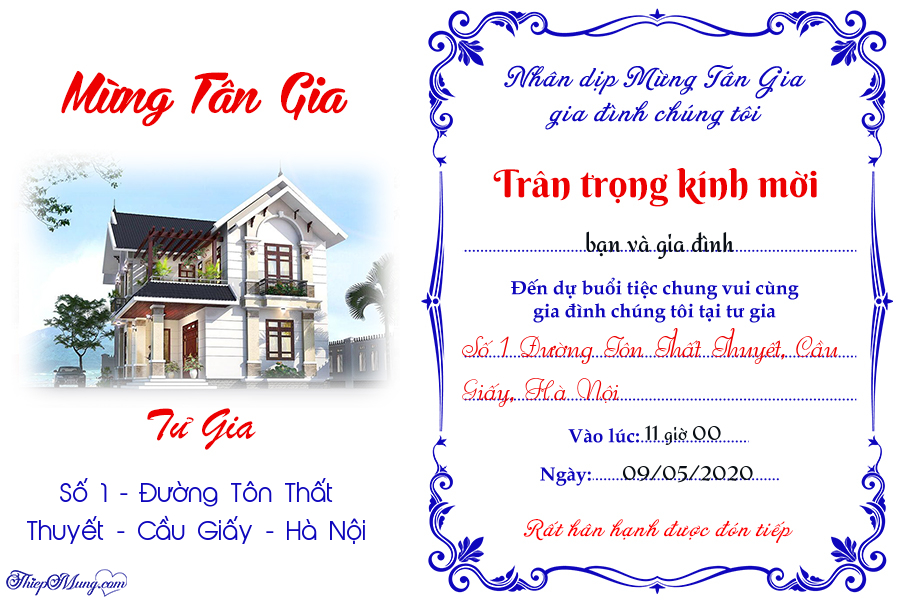 Mừng Tân Gia
Tư Gia
Số 1 - Đường Tôn Thất
Thuyết - Cầu Giấy - Hà Nội
ThiepMung.com
Nhân dịp Mừng Tân Gia
gia đình chúng tôi
Trân trọng kính mời
bạn và gia đình
Đến dự buổi tiệc chung vui cùng
gia đình chúng tôi tại tư gia
Số 1 Đường Tôn Thất Thuyết, Cầu
Giấy, Hà Nội
Vào lúc: 11 giờ 00
Ngày: 09/05/2020
Rất hân hạnh được đón tiếp